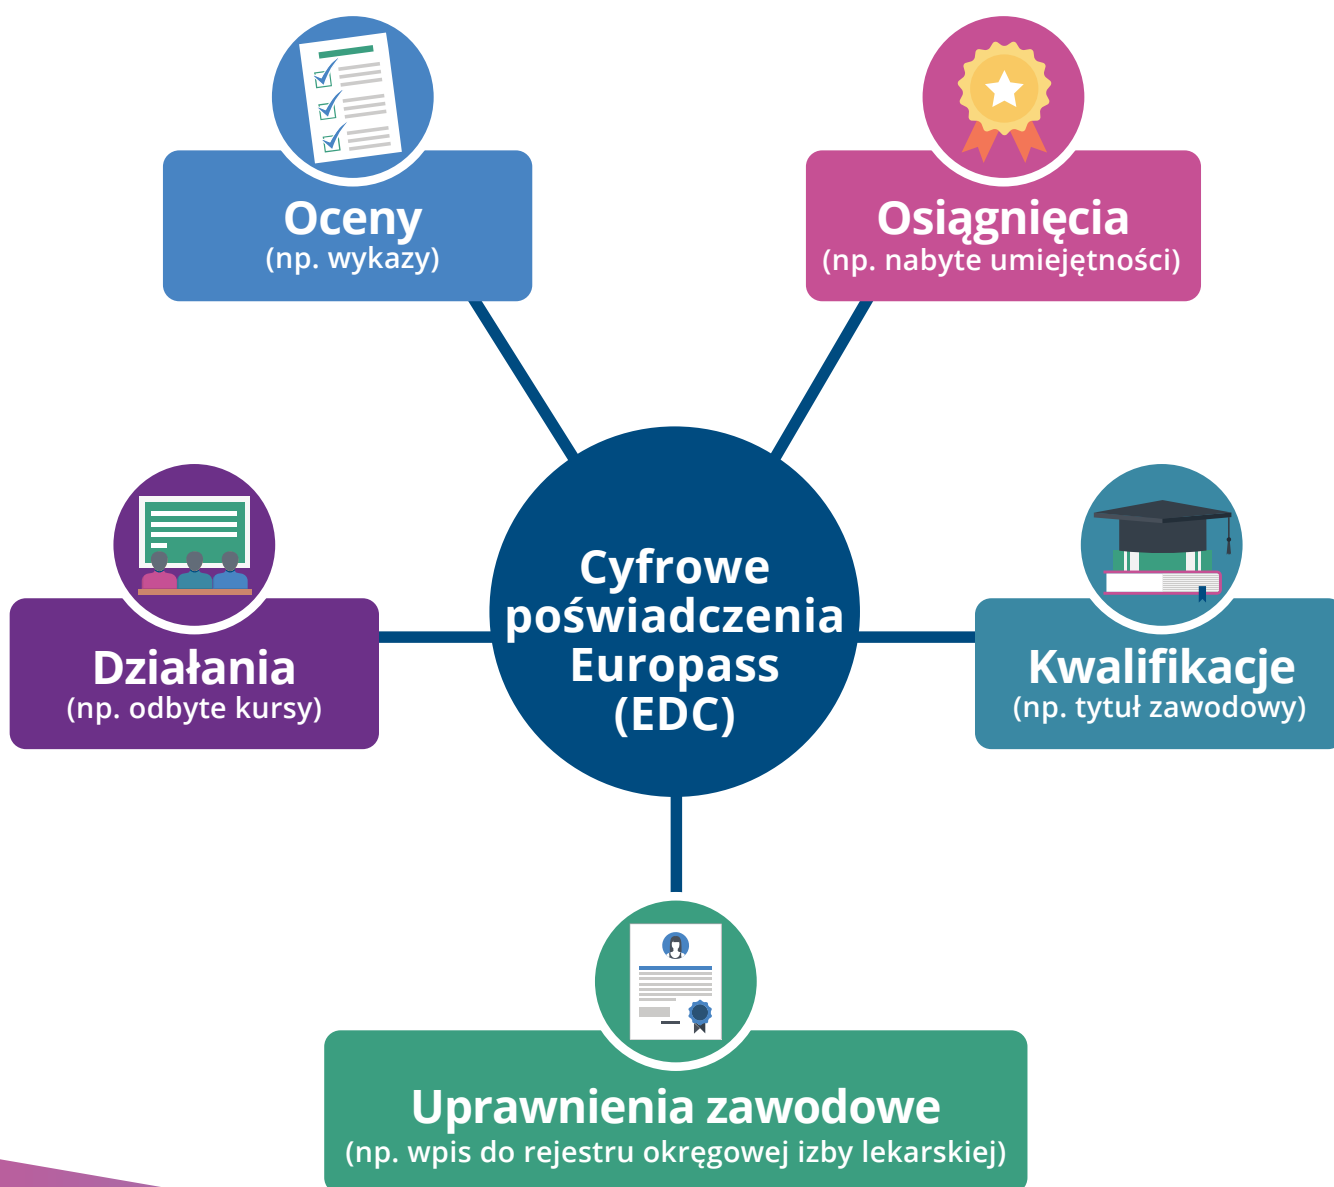 Oceny
(np. wykazy)
Osiągnięcia
(np. nabyte umiejętności)
Cyfrowe
poświadczenia
Europass
(EDC)
Działania
(np. odbyte kursy)
Kwalifikacje
(np. tytuł zawodowy)
Uprawnienia zawodowe
(np. wpis do rejestru okręgowej izby lekarskiej)